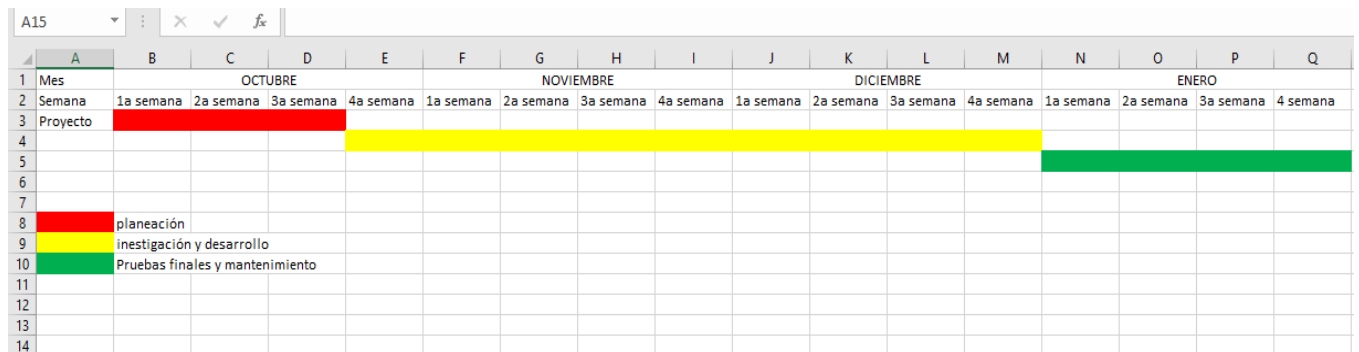 A15 fx
A B C D E F G H I J K L M N O P Q
1 Mes OCTUBRE NOVIEMBRE DICIEMBRE ENERO
2 Semana 1a semana 2a semana 3a semana 4a semana 1a semana 2a semana 3a semana 4a semana 1a semana 2a semana 3a semana 4a semana 1a semana 2a semana 3a semana 4 semana
3 Proyecto
4
5
6
7
8 planeación
9 inestigación y desarrollo
10 Pruebas finales y mantenimiento
11
12
13
14